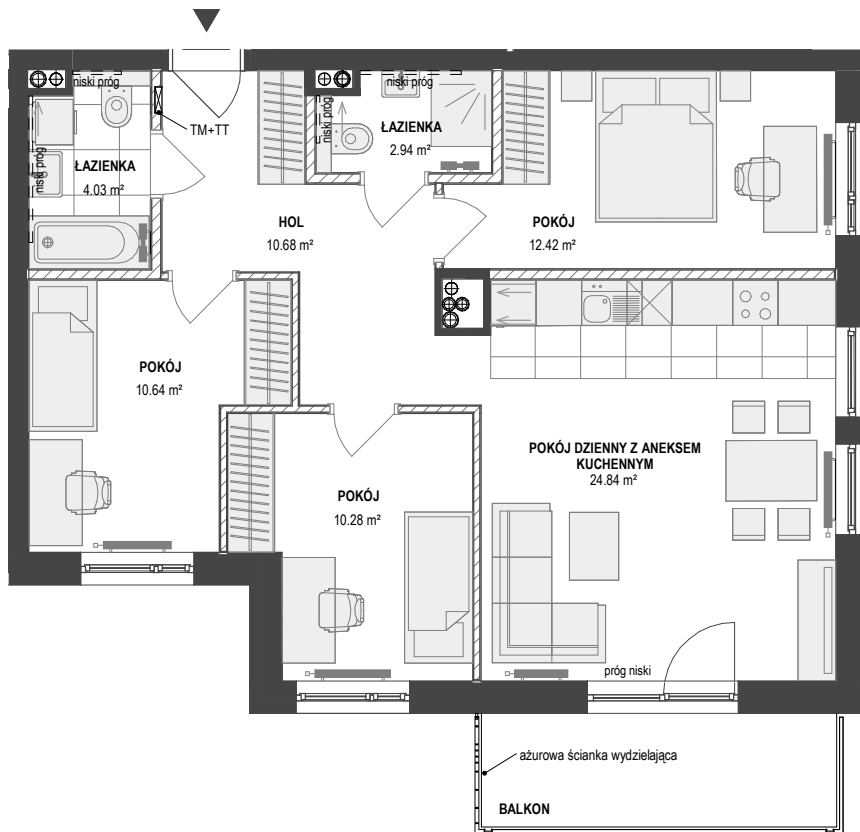 niski próg
niski próg
TM+TT
niski próg
niski próg
ŁAZIENKA
2.94 m²
ŁAZIENKA
4.03 m²
HOL
10.68 m²
POKÓJ
12.42 m²
POKÓJ
10.64 m²
POKÓJ DZIENNY Z ANEKSEM
KUCHENNYM
24.84 m²
POKÓJ
10.28 m²
próg niski
ażurowa ścianka wydzielająca
BALKON